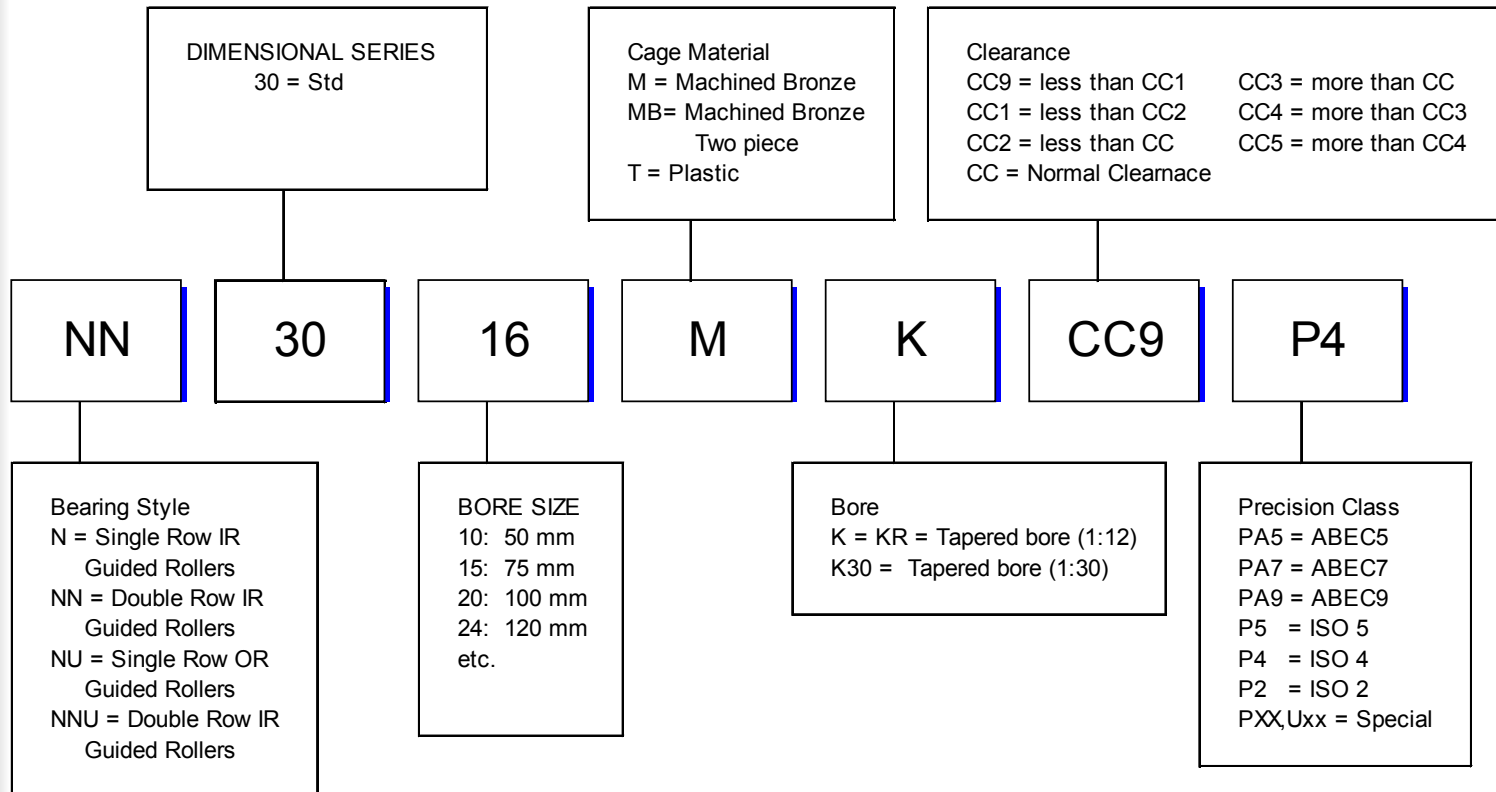 DIMENSIONAL SERIES
30 = Std
Cage Material
M = Machined Bronze
MB= Machined Bronze
Two piece
T = Plastic
Clearance
CC9 = less than CC1 CC3 = more than CC
CC1 = less than CC2 CC4 = more than CC3
CC2 = less than CC CC5 = more than CC4
CC = Normal Clearnace
NN 30 16 M K CC9 P4
Bearing Style
N = Single Row IR
Guided Rollers
NN = Double Row IR
Guided Rollers
NU = Single Row OR
Guided Rollers
NNU = Double Row IR
Guided Rollers
BORE SIZE
10: 50 mm
15: 75 mm
20: 100 mm
24: 120 mm
etc.
Bore
K = KR = Tapered bore (1:12)
K30 = Tapered bore (1:30)
Precision Class
PA5 = ABEC5
PA7 = ABEC7
PA9 = ABEC9
P5 = ISO 5
P4 = ISO 4
P2 = ISO 2
PXX,Uxx = Special